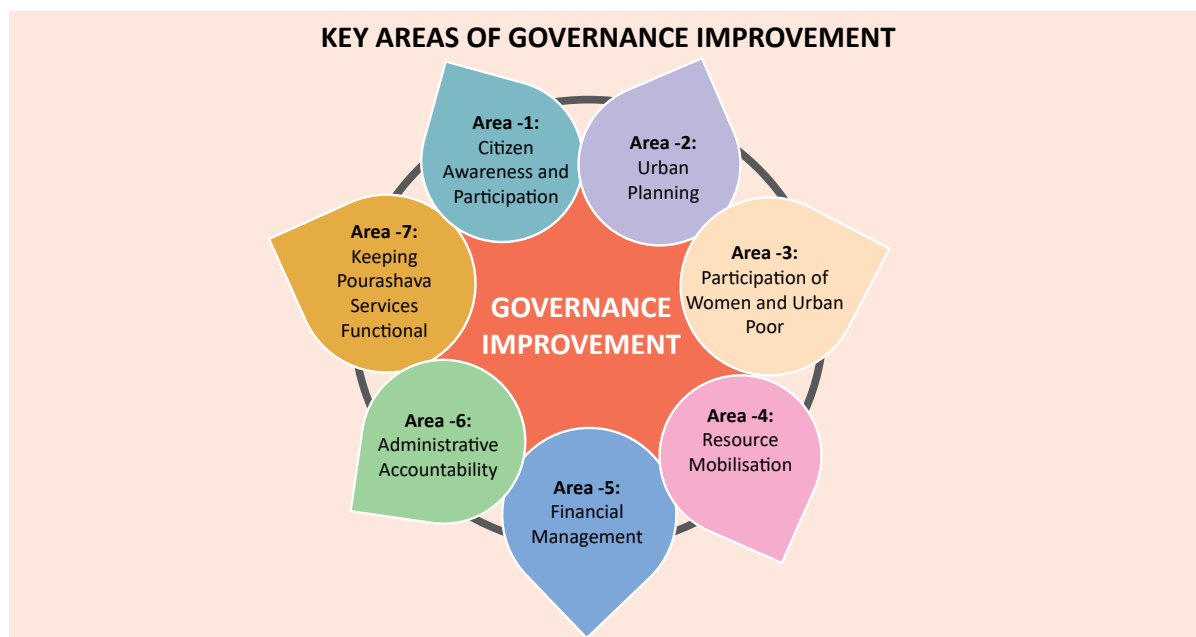 KEY AREAS OF GOVERNANCE IMPROVEMENT
Area -1:
Citizen
Awareness and
Participation
Area -2:
Urban
Planning
Area -3:
Participation of
Women and Urban
Poor
Area -4:
Resource
Mobilisation
Area -5:
Financial
Management
Area -6:
Administrative
Accountability
Area -7:
Keeping
Pourashava
Services
Functional
GOVERNANCE
IMPROVEMENT